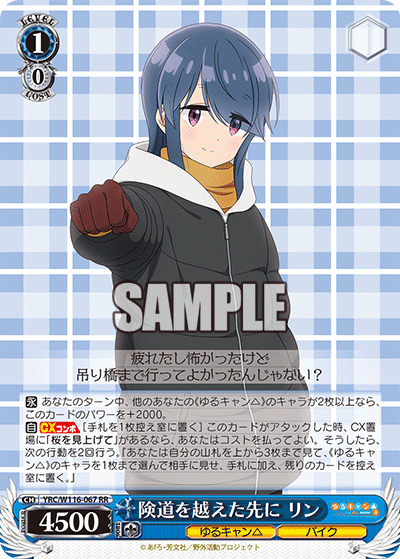 LEVEL
1
0
COST
SAMPLE
疲れたし怖かったけど
吊り橋まで行ってよかったんじゃない？
永 あなたのターン中、他のあなたの《ゆるキャン△》のキャラが2枚以上なら、
このカードのパワーを＋2000。
自 CXコンボ ［手札を1枚控え室に置く］ このカードがアタックした時、CX置
場に「桜を見上げて」があるなら、あなたはコストを払ってよい。そうしたら、
次の行動を2回行う。『あなたは自分の山札を上から3枚まで見て、《ゆるキャ
ン△》のキャラを1枚まで選んで相手に見せ、手札に加え、残りのカードを控え
室に置く。』
CH YRC/W116-067 RR
4500
険道を越えた先に リン
ゆるキャン△
ゆるキャン△
バイク
©あfろ・芳文社／野外活動プロジェクト